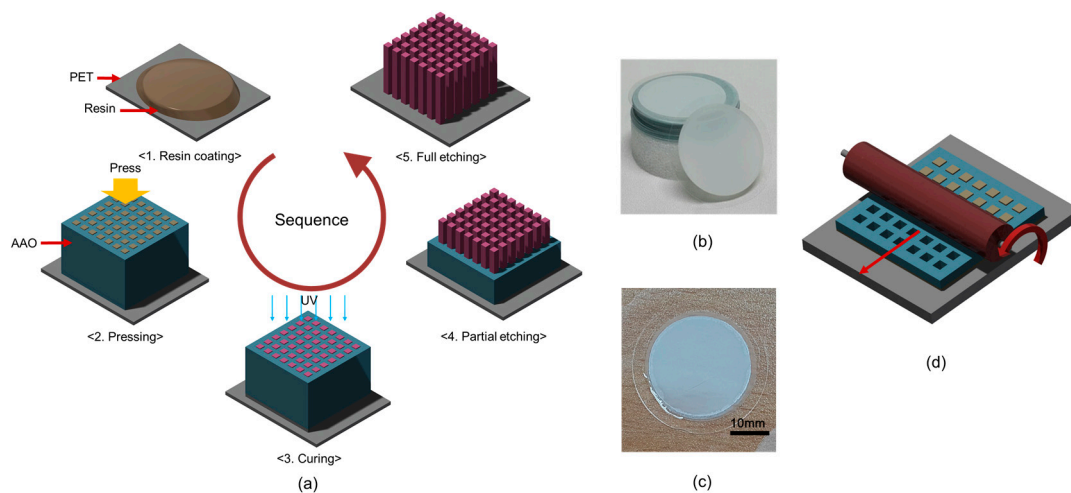 PET
Resin
<1. Resin coating>
Press
AAO
<2. Pressing>
UV
<3. Curing>
<4. Partial etching>
<5. Full etching>
Sequence
(a)
(b)
10mm
(c)
(d)